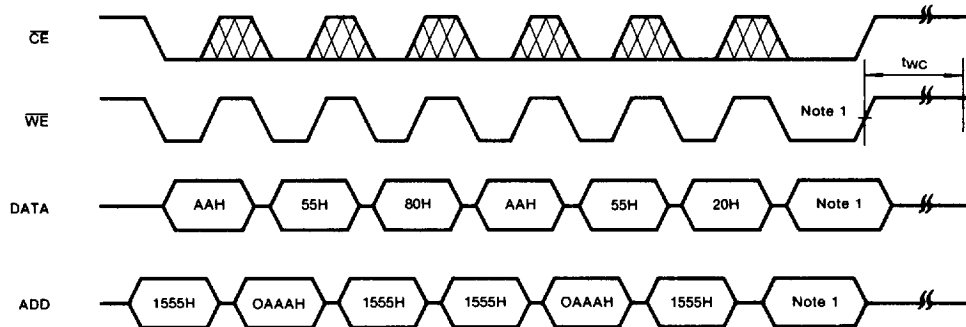 CE
twc
WE Note 1
DATA AAH 55H 80H AAH 55H 20H Note 1
ADD 1555H OAAAH 1555H 1555H OAAAH 1555H Note 1